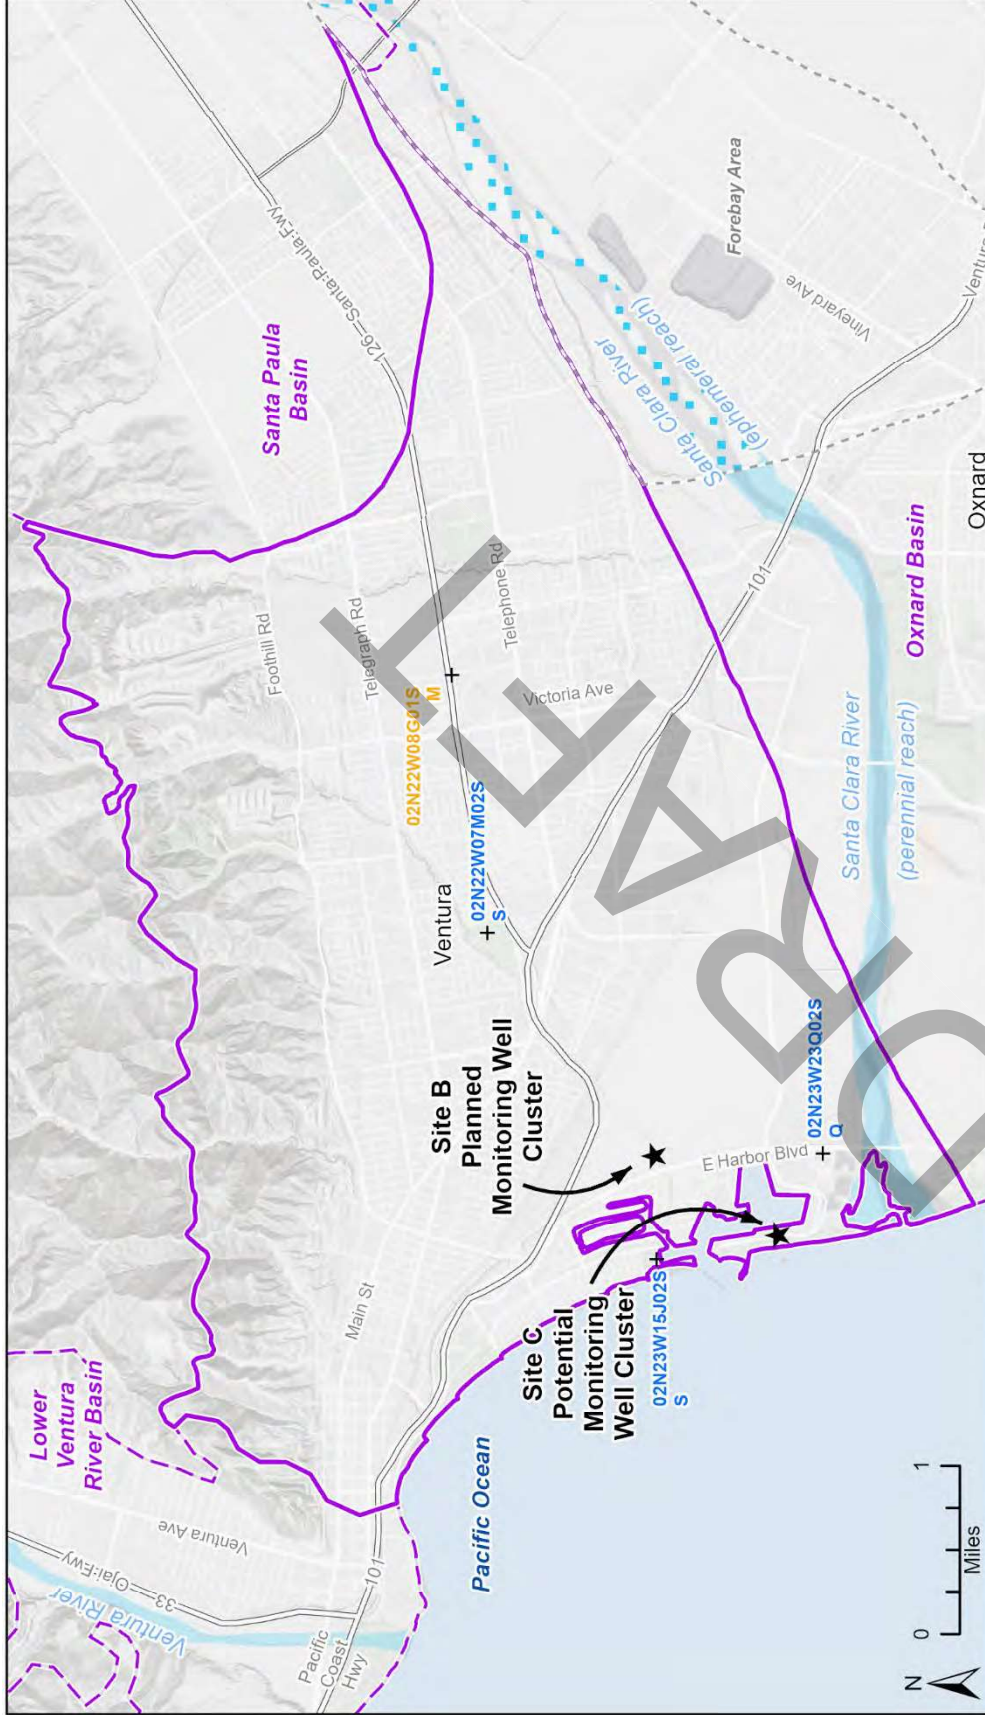 Lower
Ventura
River Basin
Ventura River
33
Ojai Fwy
Ventura Ave
Pacific
Coast
Hwy
101
Main St
Pacific Ocean
Site B
Planned
Monitoring Well
Cluster
Site C
Potential
Monitoring
Well Cluster
02N23W15J02S
S
E Harbor Blvd
02N23W23Q02S
Q
Ventura
02N22W07M02S
S
02N22W08G01S
M
Foothill Rd
Telegraph Rd
Telephone Rd
Victoria Ave
101
Santa Paula
Basin
126
Santa Paula Fwy
Forebay Area
Vineyard Ave
Santa Clara River
(ephemeral reach)
Santa Clara River
(perennial reach)
Oxnard Basin
Oxnard
Ventura
N
0
1
Miles
DRAFT